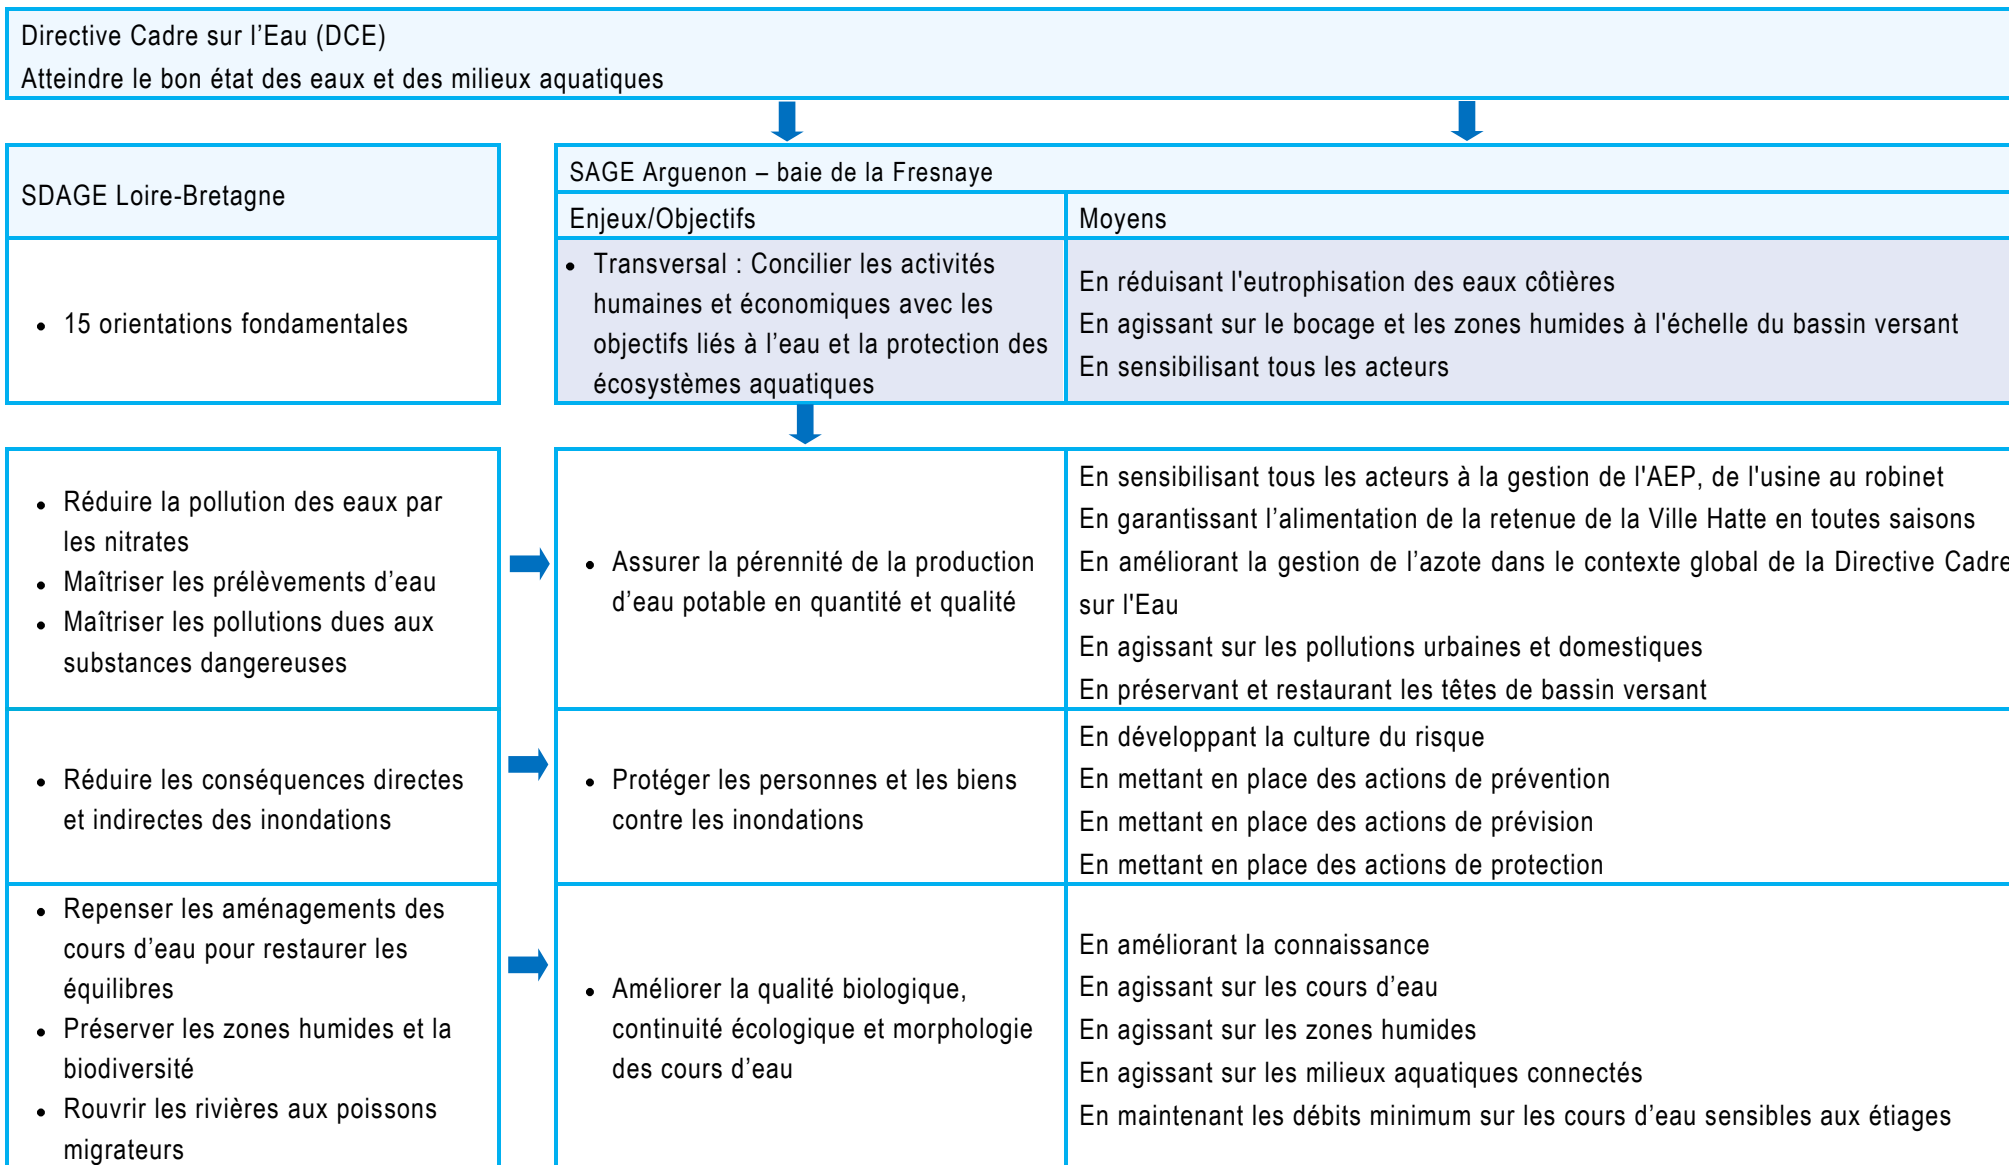 Directive Cadre sur l’Eau (DCE)
Atteindre le bon état des eaux et des milieux aquatiques
SDAGE Loire-Bretagne
SAGE Arguenon – baie de la Fresnaye
Enjeux/Objectifs
Moyens
• 15 orientations fondamentales
• Transversal : Concilier les activités
humaines et économiques avec les
objectifs liés à l’eau et la protection des
écosystèmes aquatiques
En réduisant l'eutrophisation des eaux côtières
En agissant sur le bocage et les zones humides à l'échelle du bassin versant
En sensibilisant tous les acteurs
• Réduire la pollution des eaux par
les nitrates
• Maîtriser les prélèvements d’eau
• Maîtriser les pollutions dues aux
substances dangereuses
• Assurer la pérennité de la production
d’eau potable en quantité et qualité
En sensibilisant tous les acteurs à la gestion de l'AEP, de l'usine au robinet
En garantissant l’alimentation de la retenue de la Ville Hatte en toutes saisons
En améliorant la gestion de l’azote dans le contexte global de la Directive Cadre
sur l'Eau
En agissant sur les pollutions urbaines et domestiques
En préservant et restaurant les têtes de bassin versant
• Réduire les conséquences directes
et indirectes des inondations
• Protéger les personnes et les biens
contre les inondations
En développant la culture du risque
En mettant en place des actions de prévention
En mettant en place des actions de prévision
En mettant en place des actions de protection
• Repenser les aménagements des
cours d’eau pour restaurer les
équilibres
• Préserver les zones humides et la
biodiversité
• Rouvrir les rivières aux poissons
migrateurs
• Améliorer la qualité biologique,
continuité écologique et morphologie
des cours d’eau
En améliorant la connaissance
En agissant sur les cours d’eau
En agissant sur les zones humides
En agissant sur les milieux aquatiques connectés
En maintenant les débits minimum sur les cours d’eau sensibles aux étiages